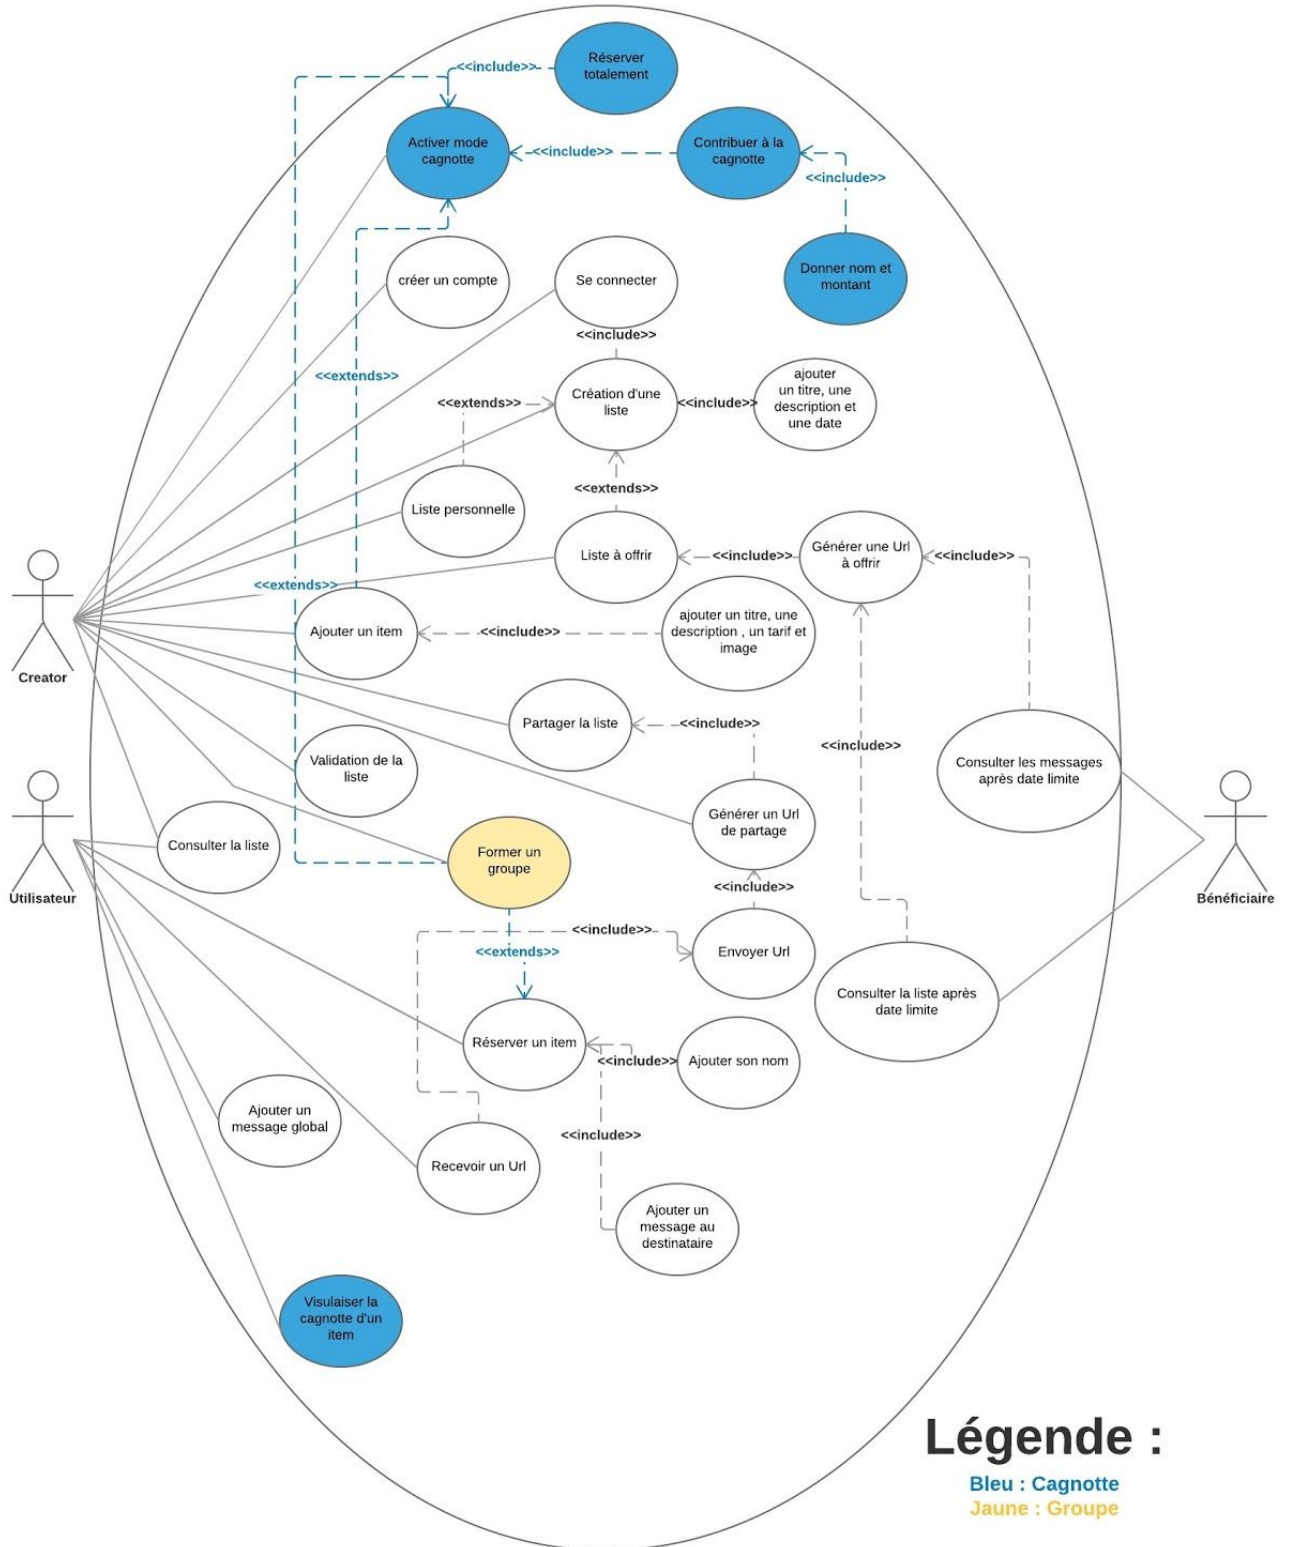 Réserver
totalement
<<include>>
Activer mode
cagnotte
<<include>>
Contribuer à la
cagnotte
<<include>>
Donner nom et
montant
créer un compte
Se connecter
<<include>>
<<extends>>
<<extends>>
Création d'une
liste
<<include>>
ajouter
un titre, une
description et
une date
<<extends>>
Liste personnelle
Liste à offrir
<<include>>
Générer une Url
à offrir
<<include>>
<<extends>>
Ajouter un item
<<include>>
ajouter un titre, une
description , un tarif et
image
Creator
Partager la liste
<<include>>
<<include>>
Consulter les messages
après date limite
Validation de la
liste
Générer un Url
de partage
Consulter la liste
Former un
groupe
<<include>>
Utilisateur
Bénéficiaire
<<include>>
<<extends>>
Envoyer Url
Consulter la liste après
date limite
Réserver un item
<<include>>
Ajouter son nom
Ajouter un
message global
<<include>>
Recevoir un Url
Ajouter un
message au
destinataire
Visulaiser la
cagnotte d'un
item
Légende :
Bleu : Cagnotte
Jaune : Groupe